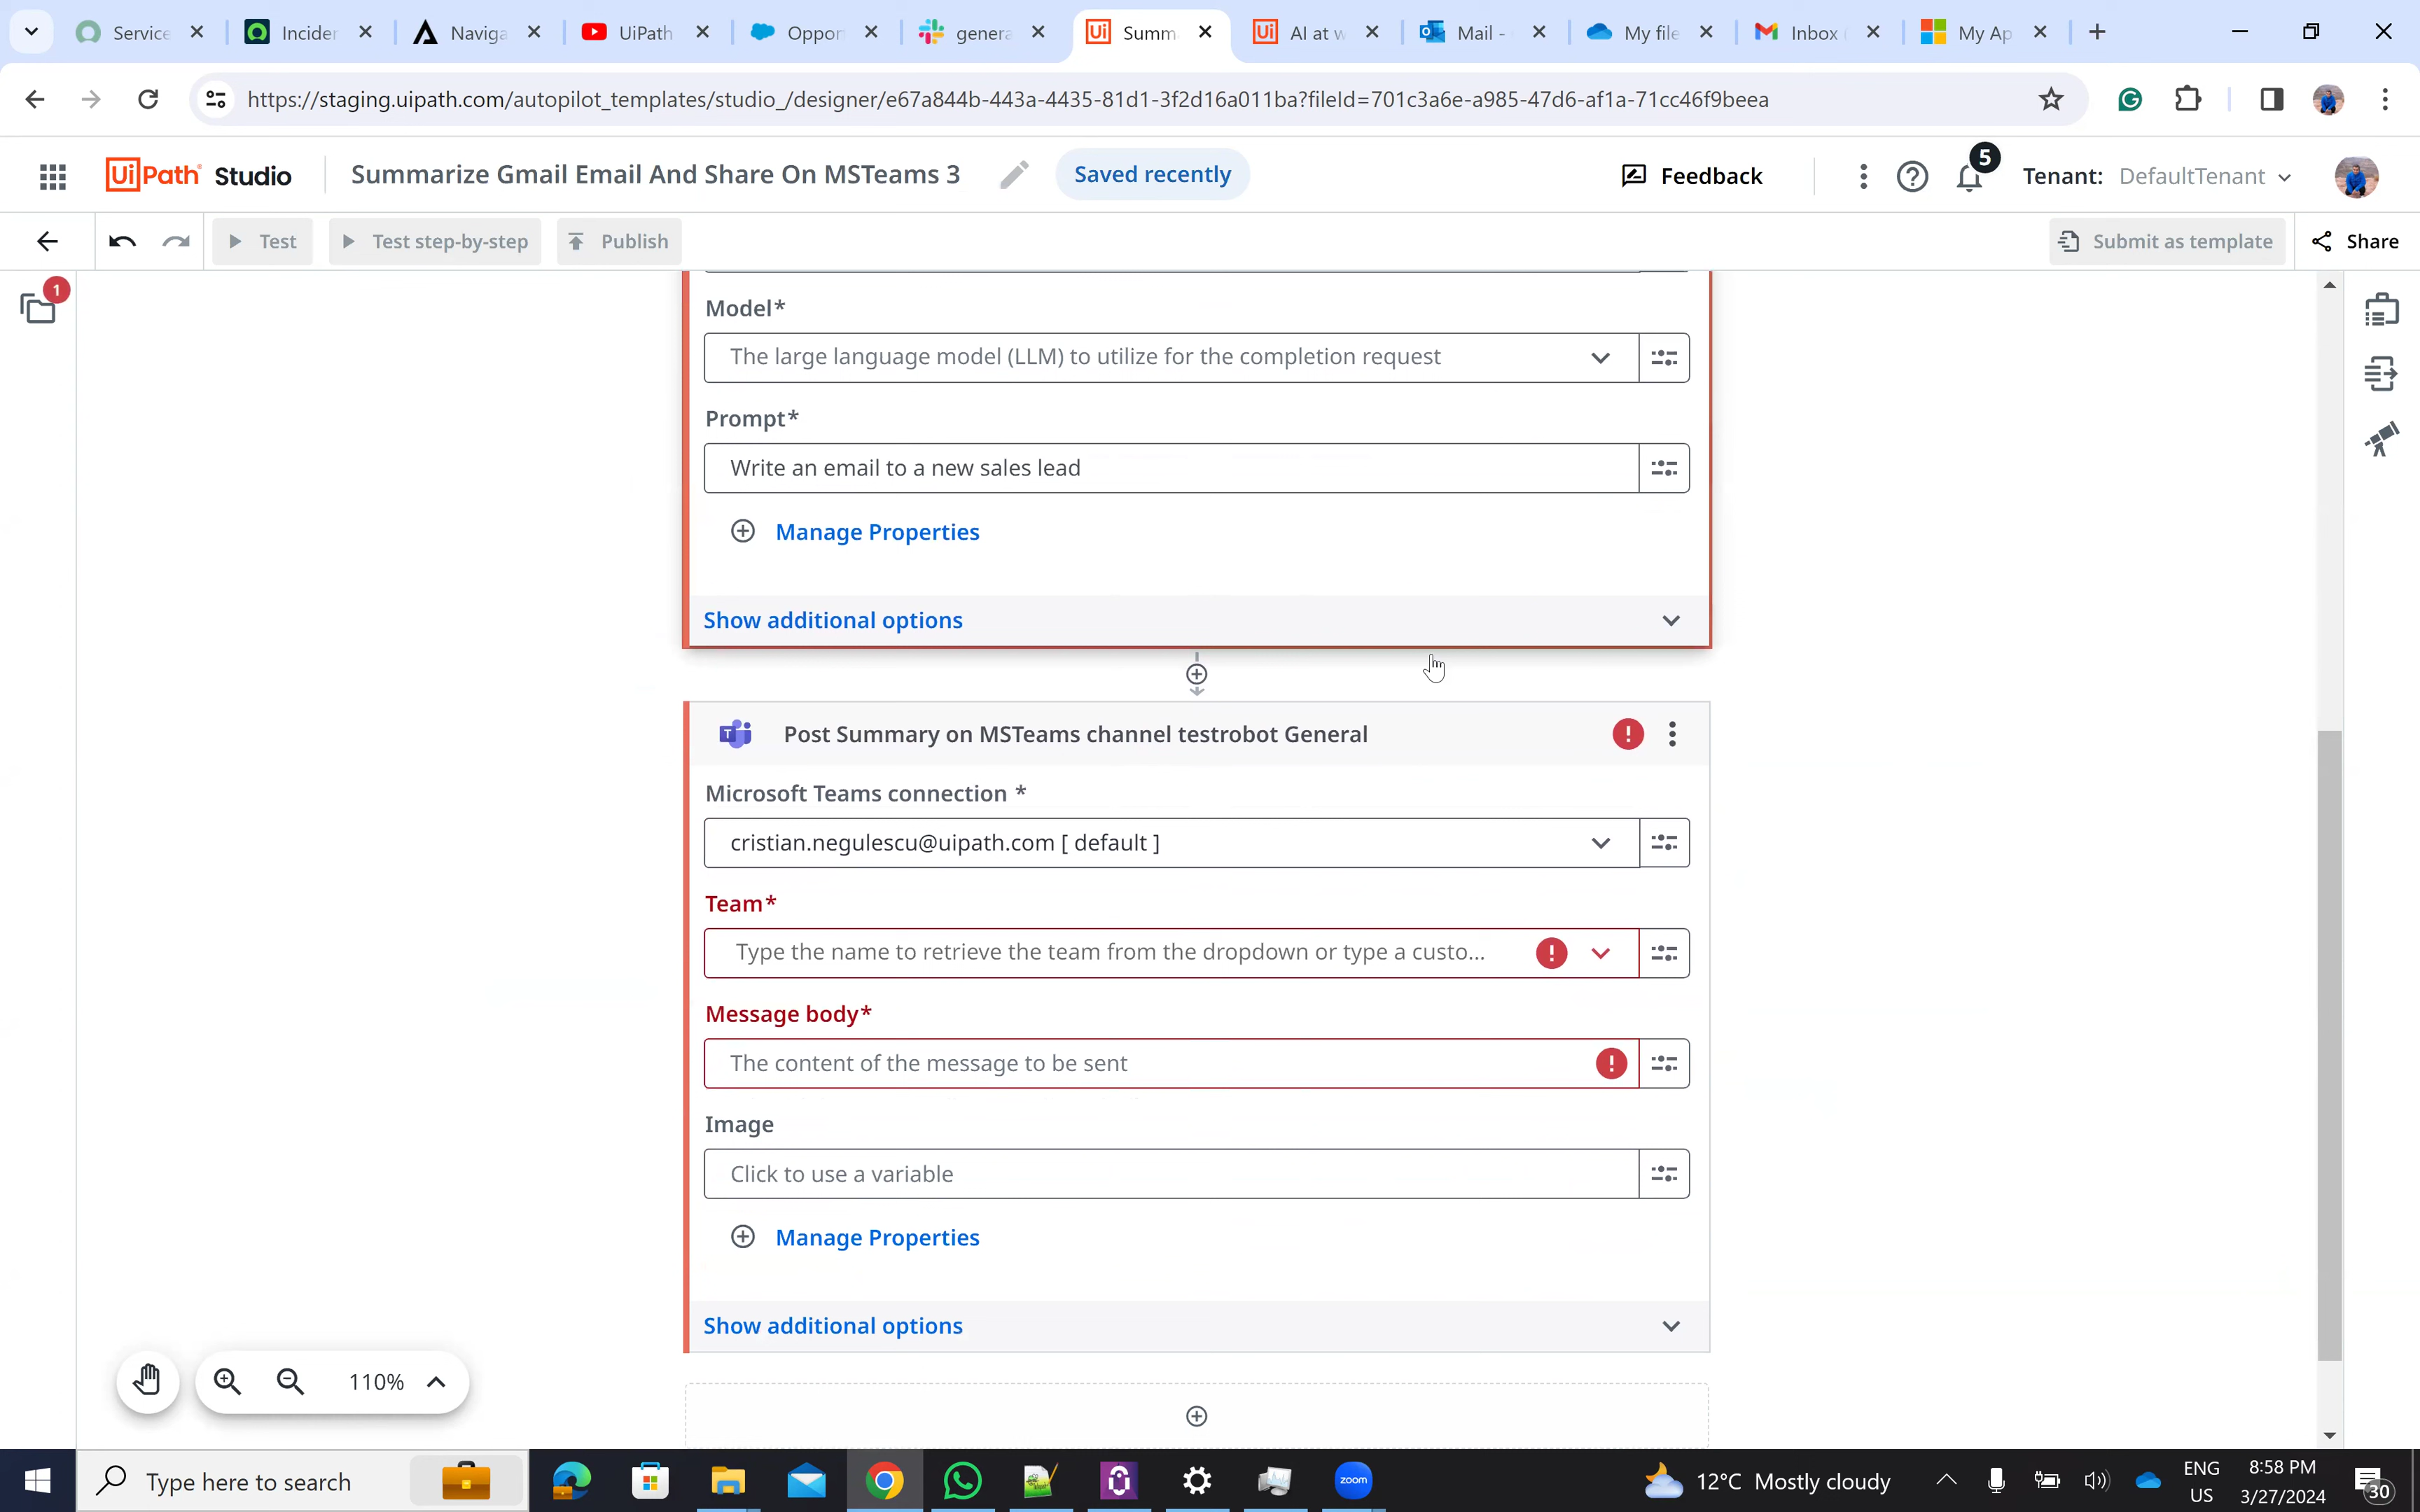 Service
Inciden
Naviga
UiPath
Oppor
genera
Summ
AI at w
Mail -
My file
Inbox
My Ap
https://staging.uipath.com/autopilot_templates/studio_/designer/e67a844b-443a-4435-81d1-3f2d16a011ba?fileId=701c3a6e-a985-47d6-af1a-71cc46f9beea
UiPath Studio
Summarize Gmail Email And Share On MSTeams 3
Saved recently
Feedback
5
Tenant: DefaultTenant
Test
Test step-by-step
Publish
Submit as template
Share
1
Model*
The large language model (LLM) to utilize for the completion request
Prompt*
Write an email to a new sales lead
Manage Properties
Show additional options
Post Summary on MSTeams channel testrobot General
Microsoft Teams connection *
cristian.negulescu@uipath.com [ default ]
Team*
Type the name to retrieve the team from the dropdown or type a custo...
Message body*
The content of the message to be sent
Image
Click to use a variable
Manage Properties
Show additional options
110%
Type here to search
zoom
12°C Mostly cloudy
ENG
US
8:58 PM
3/27/2024
30